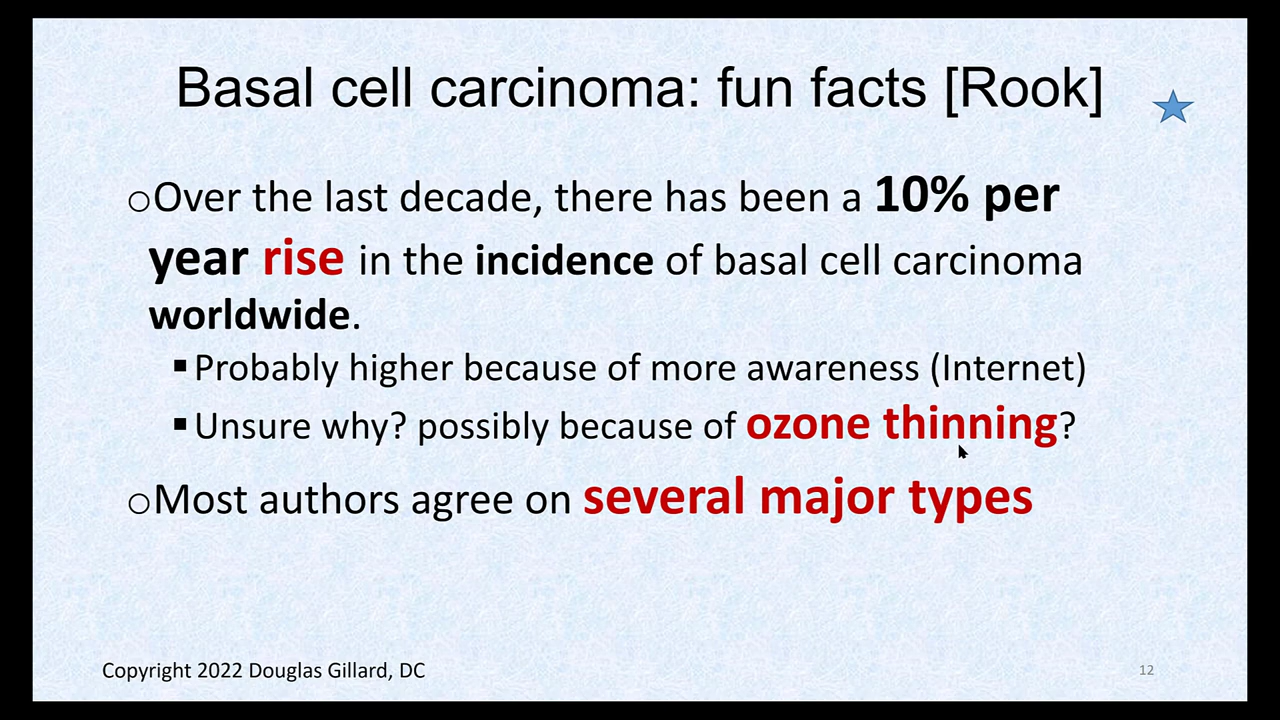 Basal cell carcinoma: fun facts [Rook]
oOver the last decade, there has been a 10% per
year rise in the incidence of basal cell carcinoma
worldwide.
▪Probably higher because of more awareness (Internet)
▪Unsure why? possibly because of ozone thinning?
oMost authors agree on several major types
Copyright 2022 Douglas Gillard, DC
12